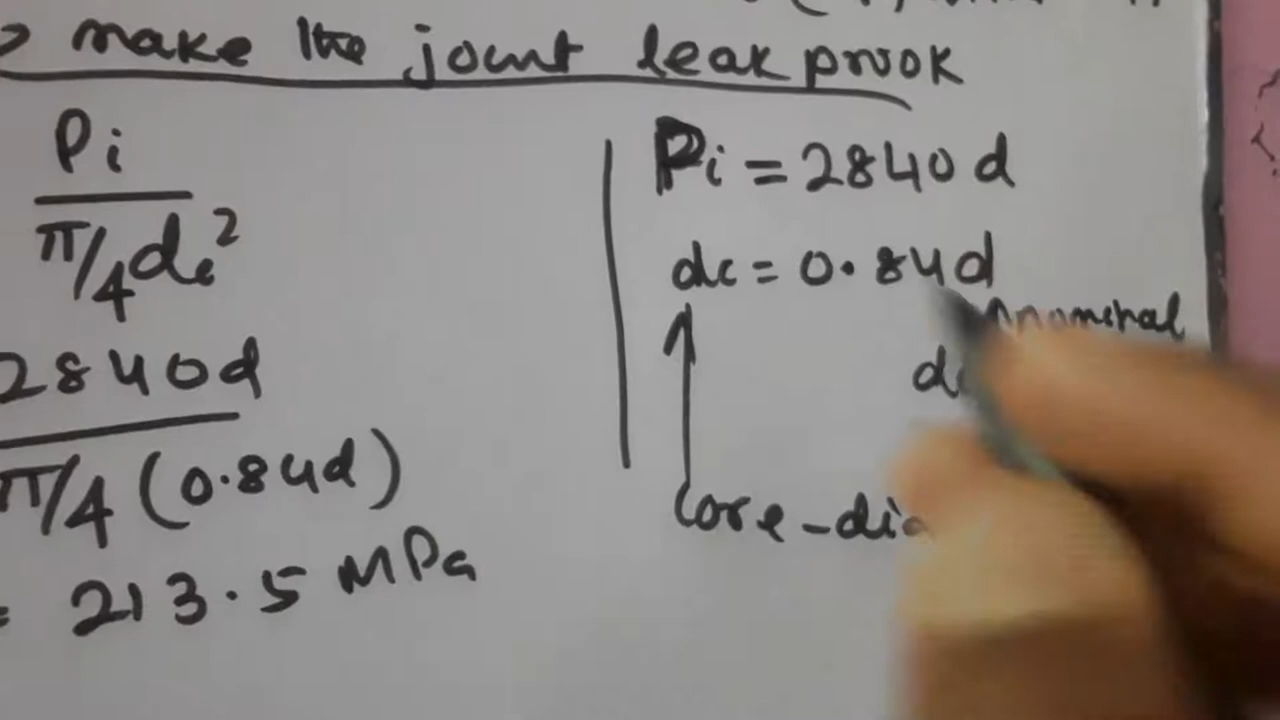 make the joint leak prook
Pi
π/4 dc²
2840d
π/4 (0.84d)
= 213.5 MPa
Pi = 2840 d
dc = 0.84d
nominal
Core-dia